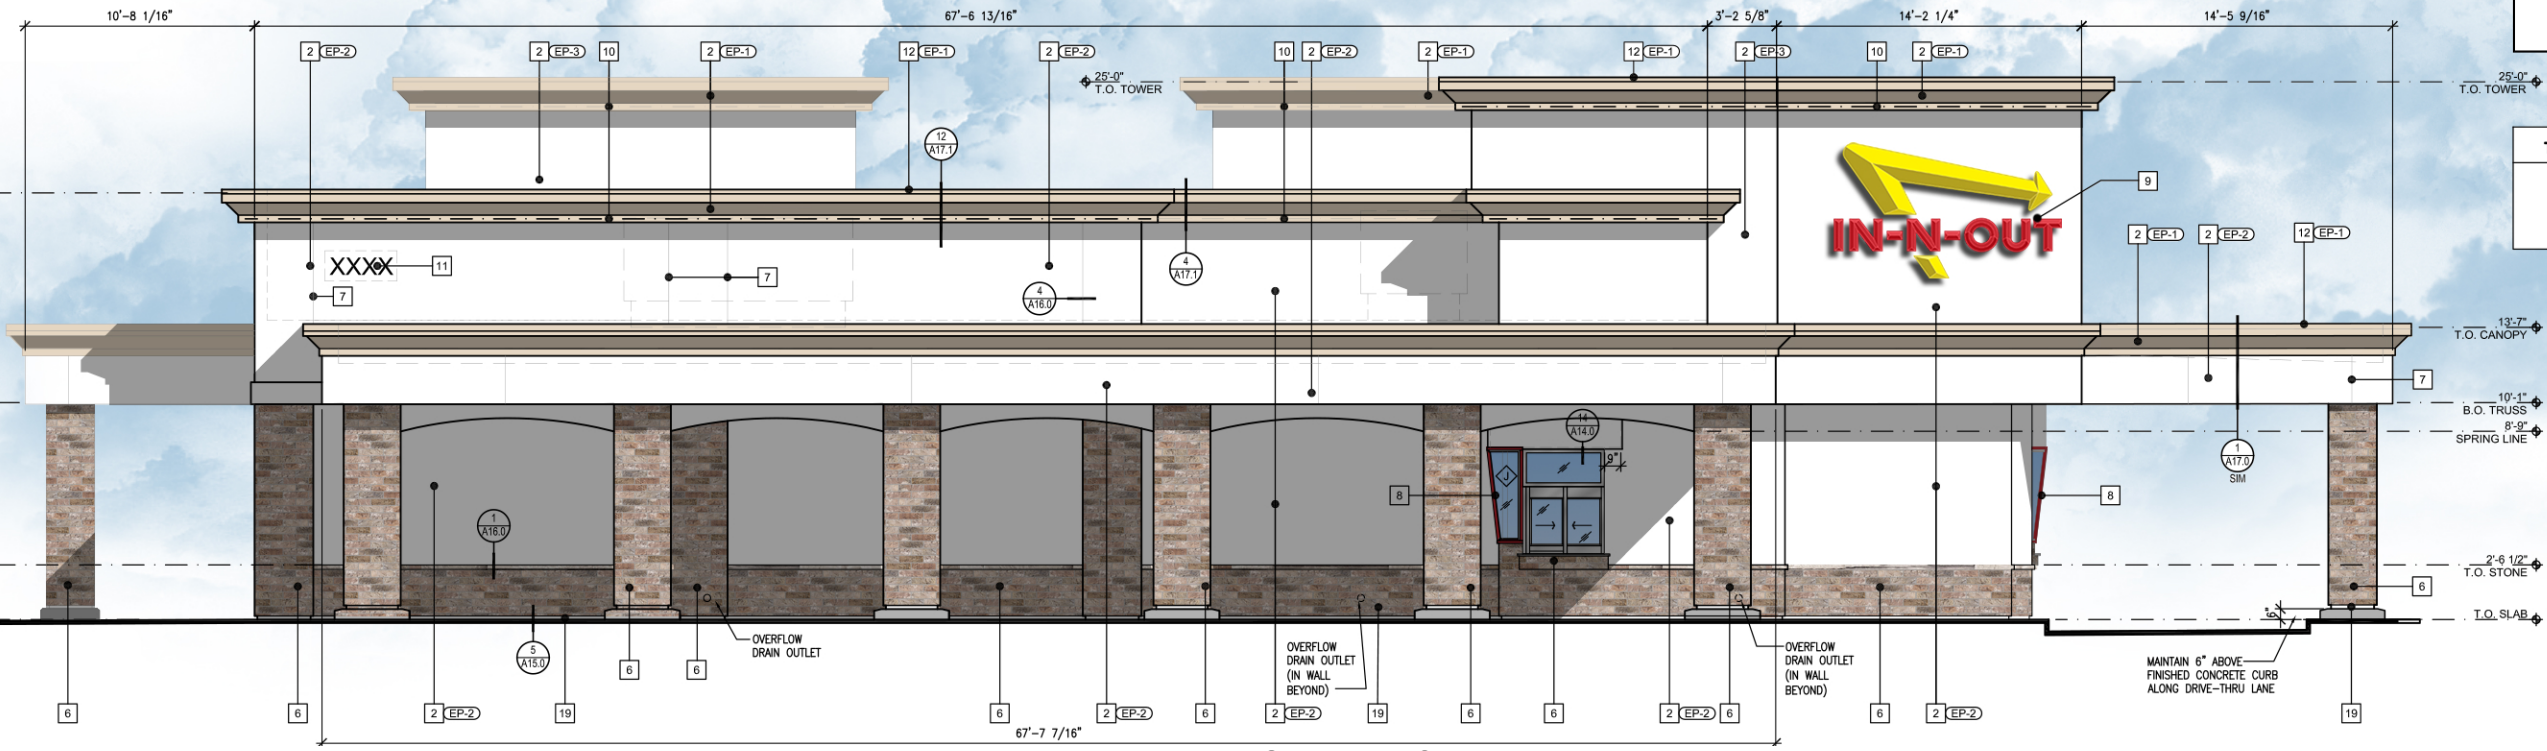 10'-8 1/16"
67'-6 13/16"
3'-2 5/8"
14'-2 1/4"
14'-5 9/16"
2 EP-2
2 EP-3
10
2 EP-1
12 EP-1
2 EP-2
10
2 EP-2
2 EP-1
12 EP-1
2 EP-3
10
2 EP-1
25'-0"
T.O. TOWER
25'-0"
T.O. TOWER
12
A17.1
9
IN-N-OUT
2 EP-1
2 EP-2
12 EP-1
XXXX
11
7
7
4
A17.1
4
A16.0
13'-7"
T.O. CANOPY
7
10'-1"
B.O. TRUSS
8'-9"
SPRING LINE
14
A14.0
9"
J
8
8
1
A17.0
SIM
1
A16.0
2'-6 1/2"
T.O. STONE
6
T.O. SLAB
6"
OVERFLOW
DRAIN OUTLET
5
A15.0
6
6
OVERFLOW
DRAIN OUTLET
(IN WALL
BEYOND)
OVERFLOW
DRAIN OUTLET
(IN WALL
BEYOND)
MAINTAIN 6" ABOVE
FINISHED CONCRETE CURB
ALONG DRIVE-THRU LANE
6
6
2 EP-2
19
6
2 EP-2
6
2 EP-2
19
6
6
2 EP-2
6
6
2 EP-2
19
67'-7 7/16"